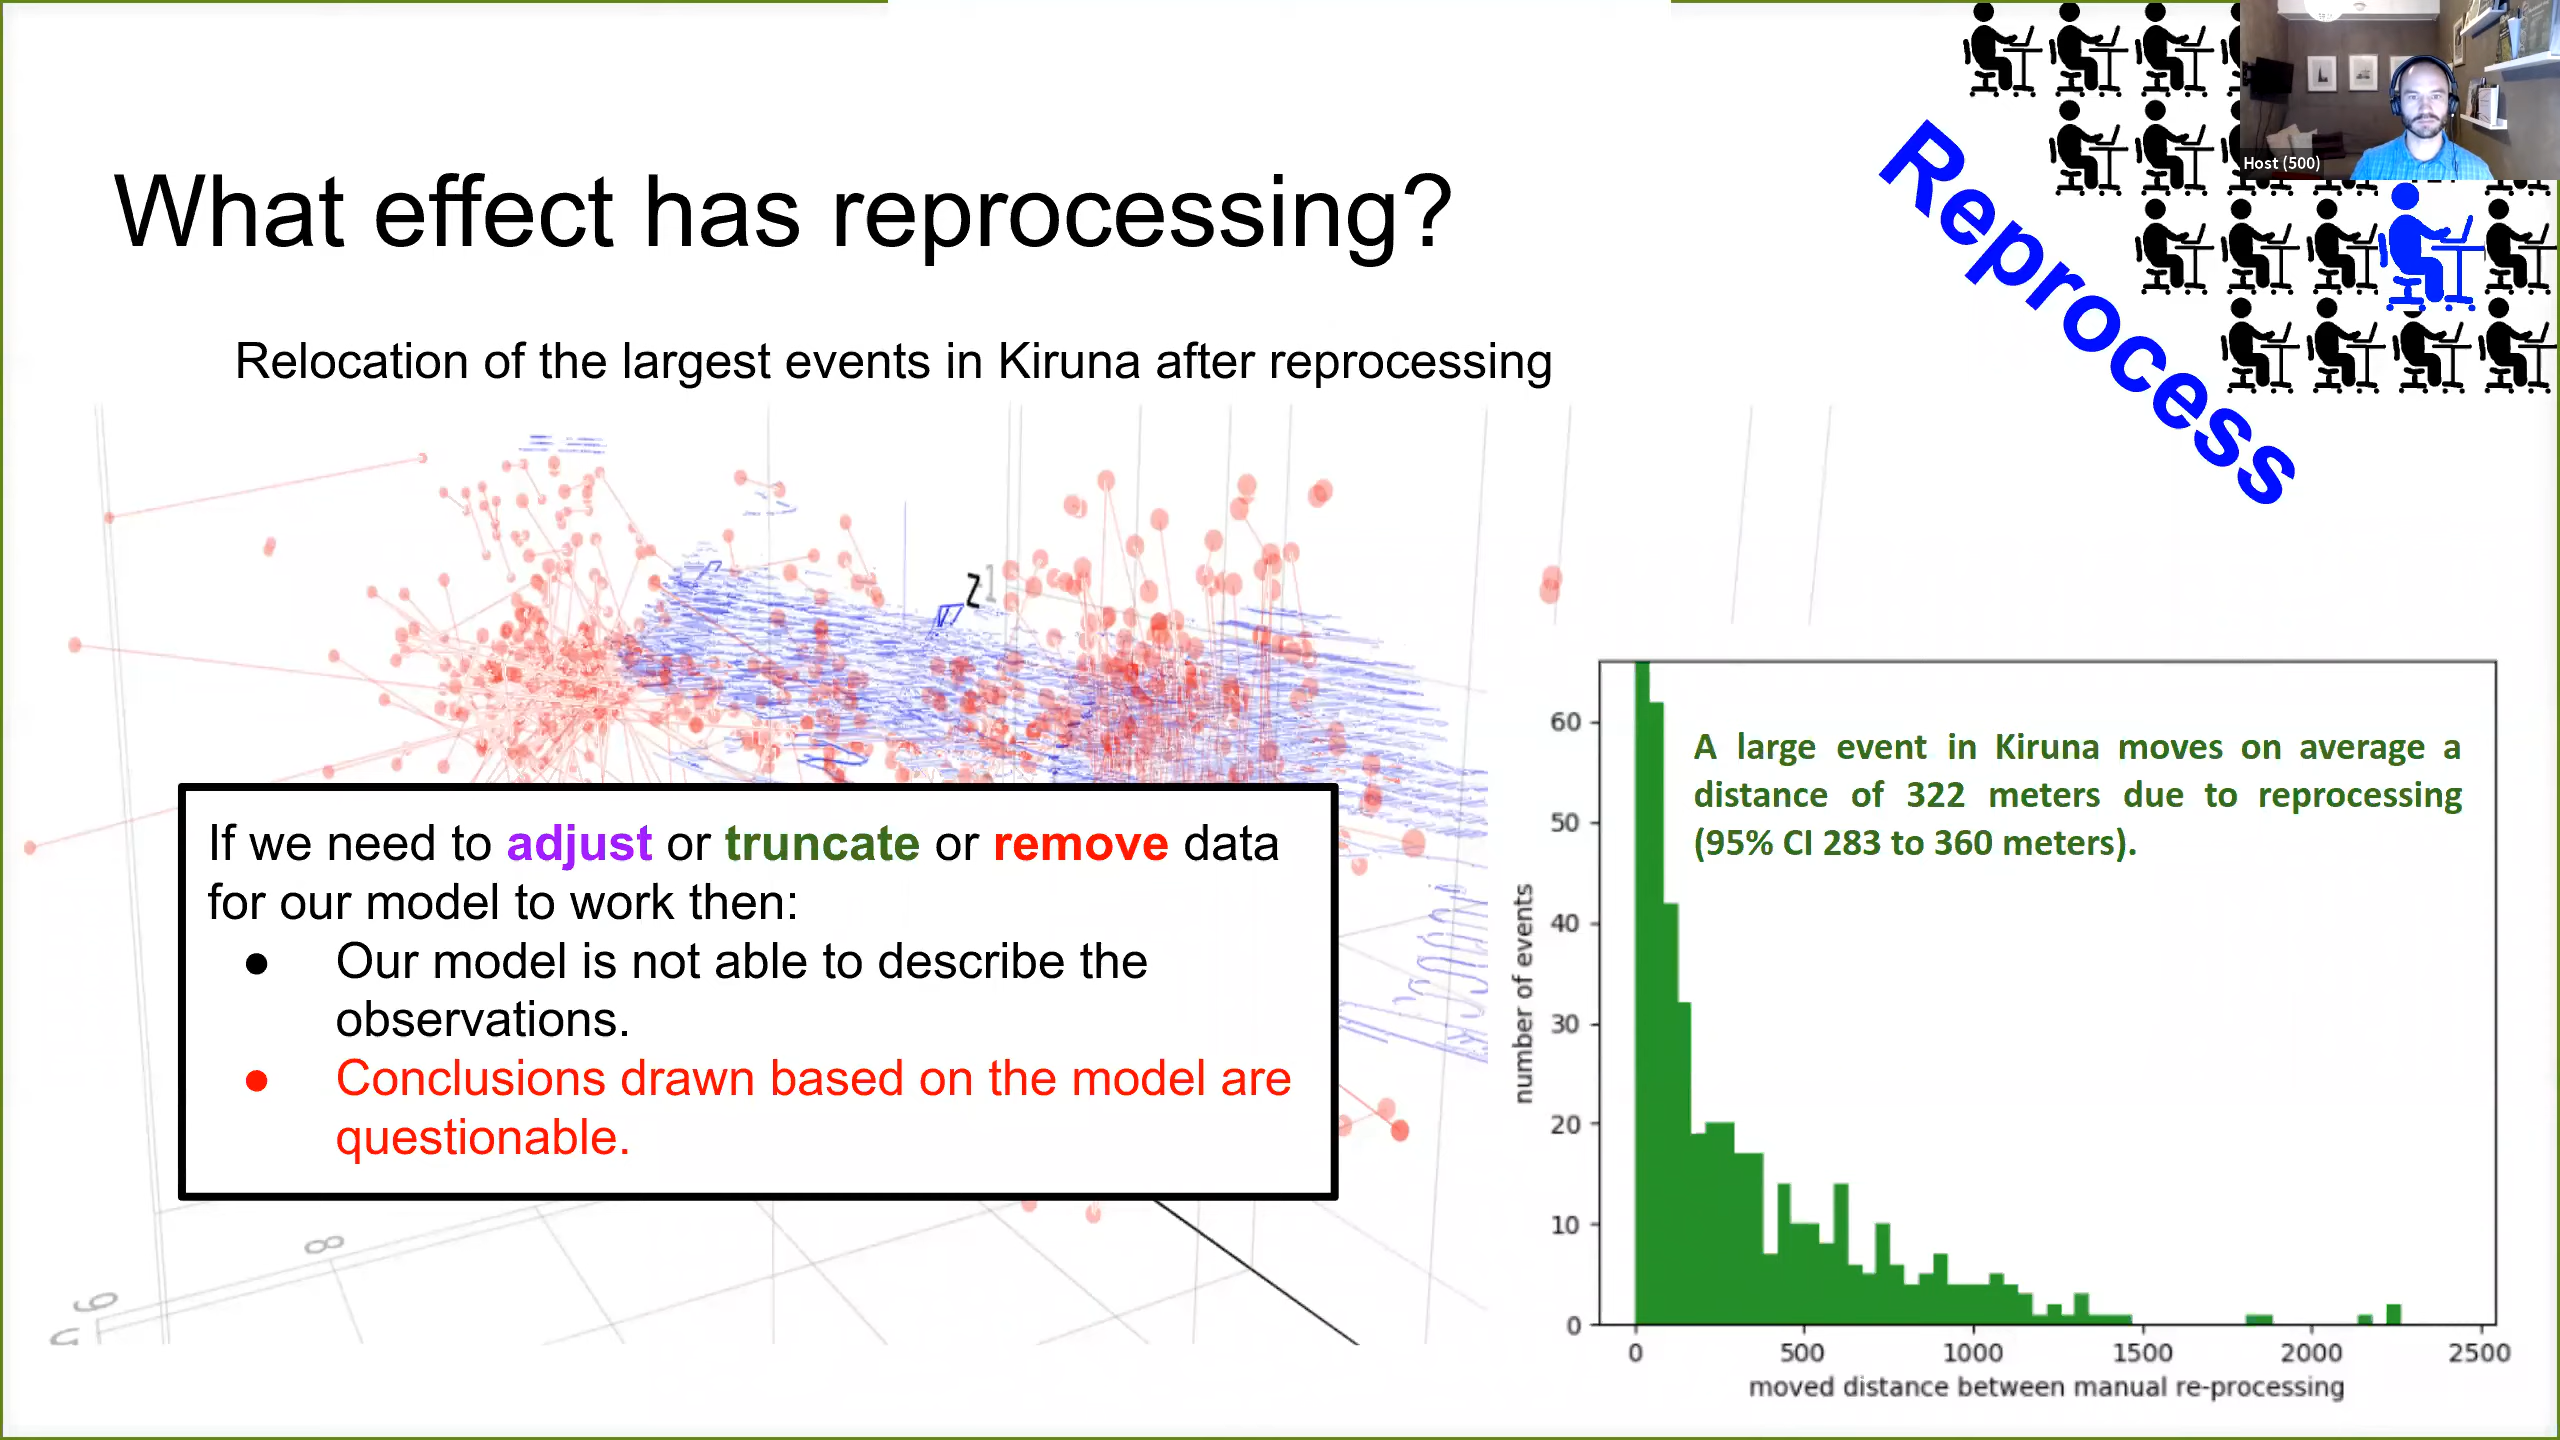 Host (500)
Reprocess
What effect has reprocessing?
Relocation of the largest events in Kiruna after reprocessing
z
1
If we need to adjust or truncate or remove data
for our model to work then:
● Our model is not able to describe the
observations.
● Conclusions drawn based on the model are
questionable.
8
A large event in Kiruna moves on average a
distance of 322 meters due to reprocessing
(95% CI 283 to 360 meters).
number of events
60
50
40
30
20
10
0
0 500 1000 1500 2000 2500
moved distance between manual re-processing